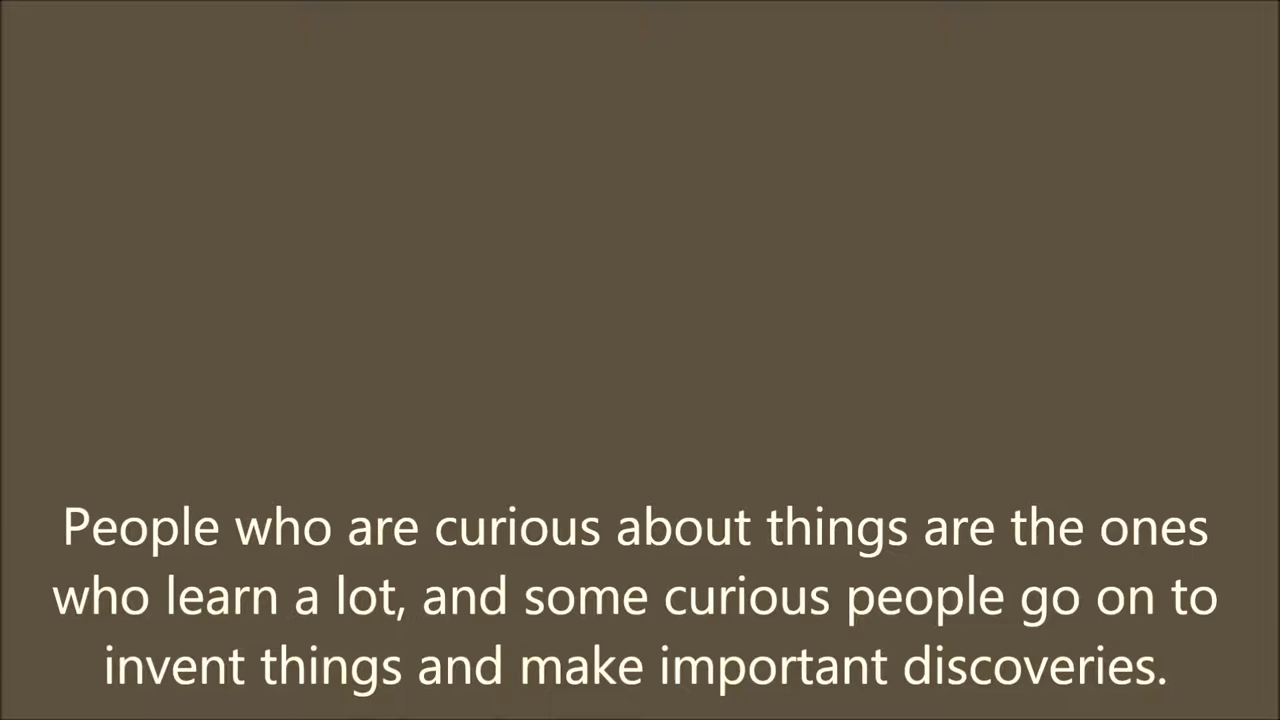 People who are curious about things are the ones
who learn a lot, and some curious people go on to
invent things and make important discoveries.